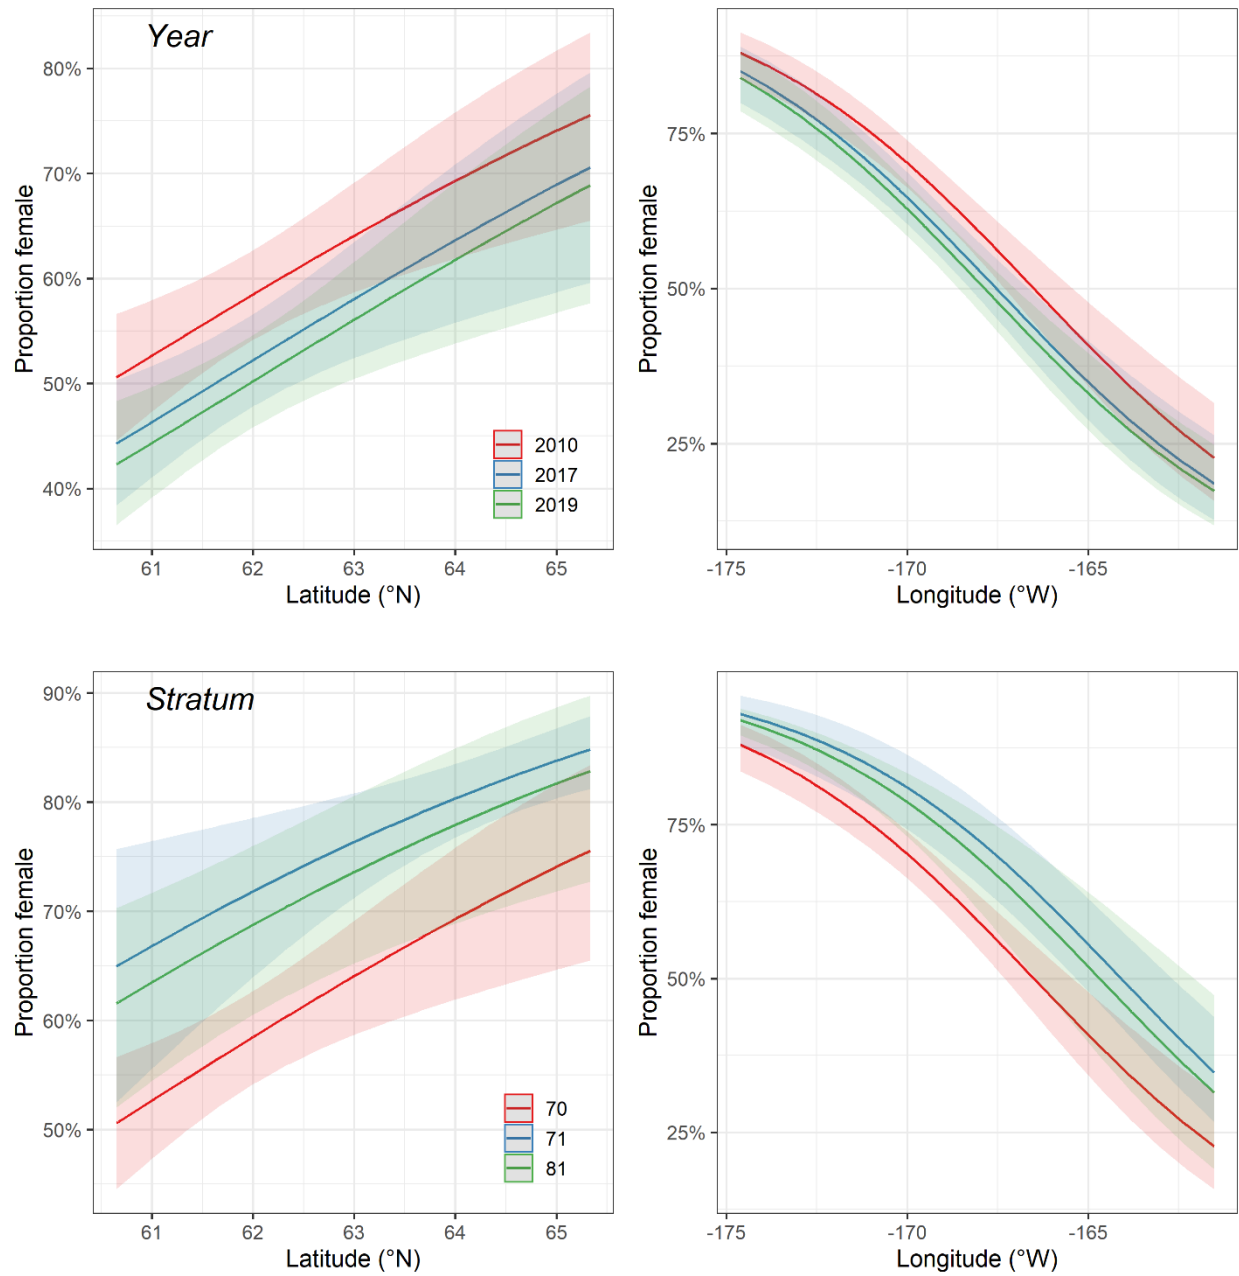 Year
Proportion female
80%
70%
60%
50%
40%
2010
2017
2019
61 62 63 64 65
Latitude (°N)
Proportion female
75%
50%
25%
-175 -170 -165
Longitude (°W)
Stratum
Proportion female
90%
80%
70%
60%
50%
70
71
81
61 62 63 64 65
Latitude (°N)
Proportion female
75%
50%
25%
-175 -170 -165
Longitude (°W)